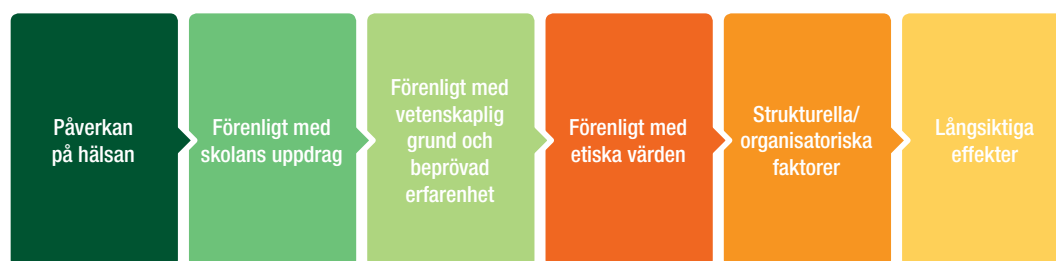 Påverkan
på hälsan
Förenligt med
skolans uppdrag
Förenligt med
vetenskaplig
grund och
beprövad
erfarenhet
Förenligt med
etiska värden
Strukturella/
organisatoriska
faktorer
Långsiktiga
effekter